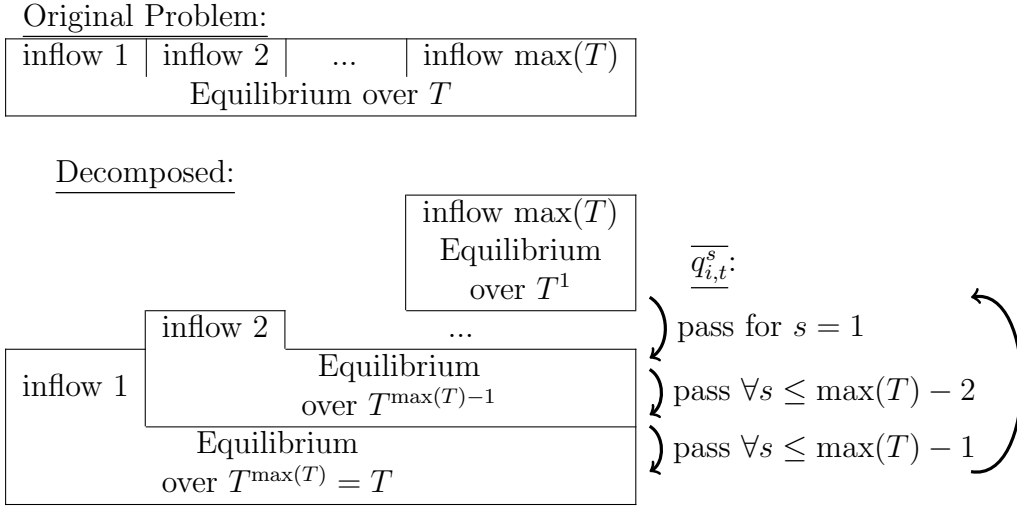 Original Problem:
inflow 1 inflow 2 ... inflow max(T)
Equilibrium over T
Decomposed:
inflow max(T)
Equilibrium
over T^1
\overline{q^s_{i,t}}:
inflow 2 ... pass for s = 1
inflow 1
Equilibrium
over T^{max(T)−1}
pass ∀s ≤ max(T) − 2
Equilibrium
over T^{max(T)} = T
pass ∀s ≤ max(T) − 1